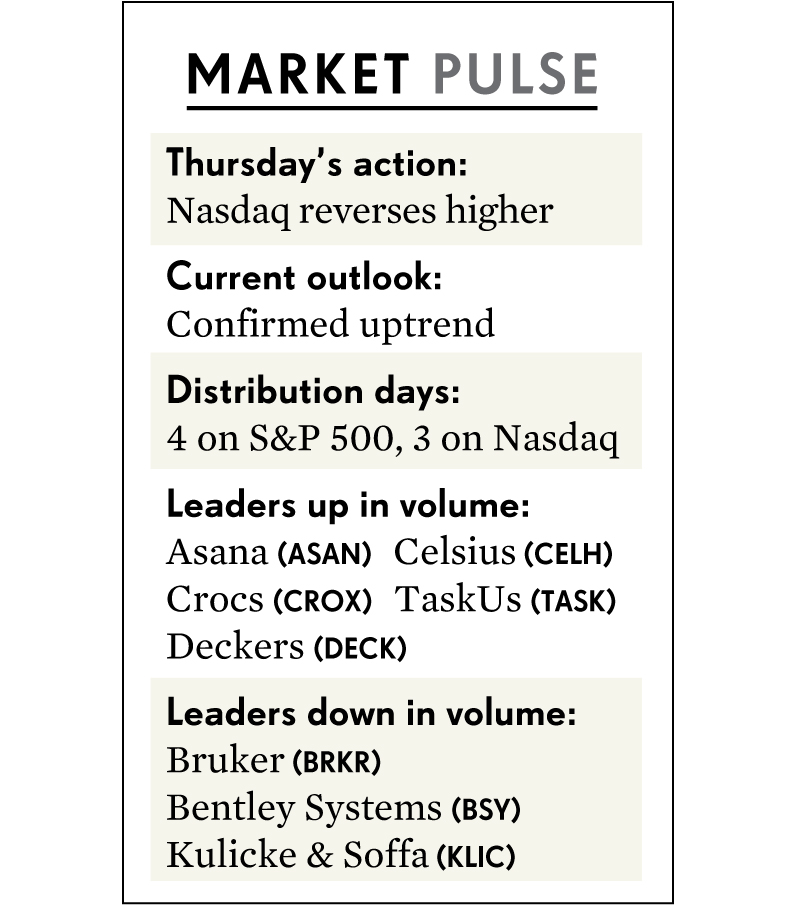 MARKET PULSE
Thursday’s action:
Nasdaq reverses higher
Current outlook:
Confirmed uptrend
Distribution days:
4 on S&P 500, 3 on Nasdaq
Leaders up in volume:
Asana (ASAN) Celsius (CELH)
Crocs (CROX) TaskUs (TASK)
Deckers (DECK)
Leaders down in volume:
Bruker (BRKR)
Bentley Systems (BSY)
Kulicke & Soffa (KLIC)